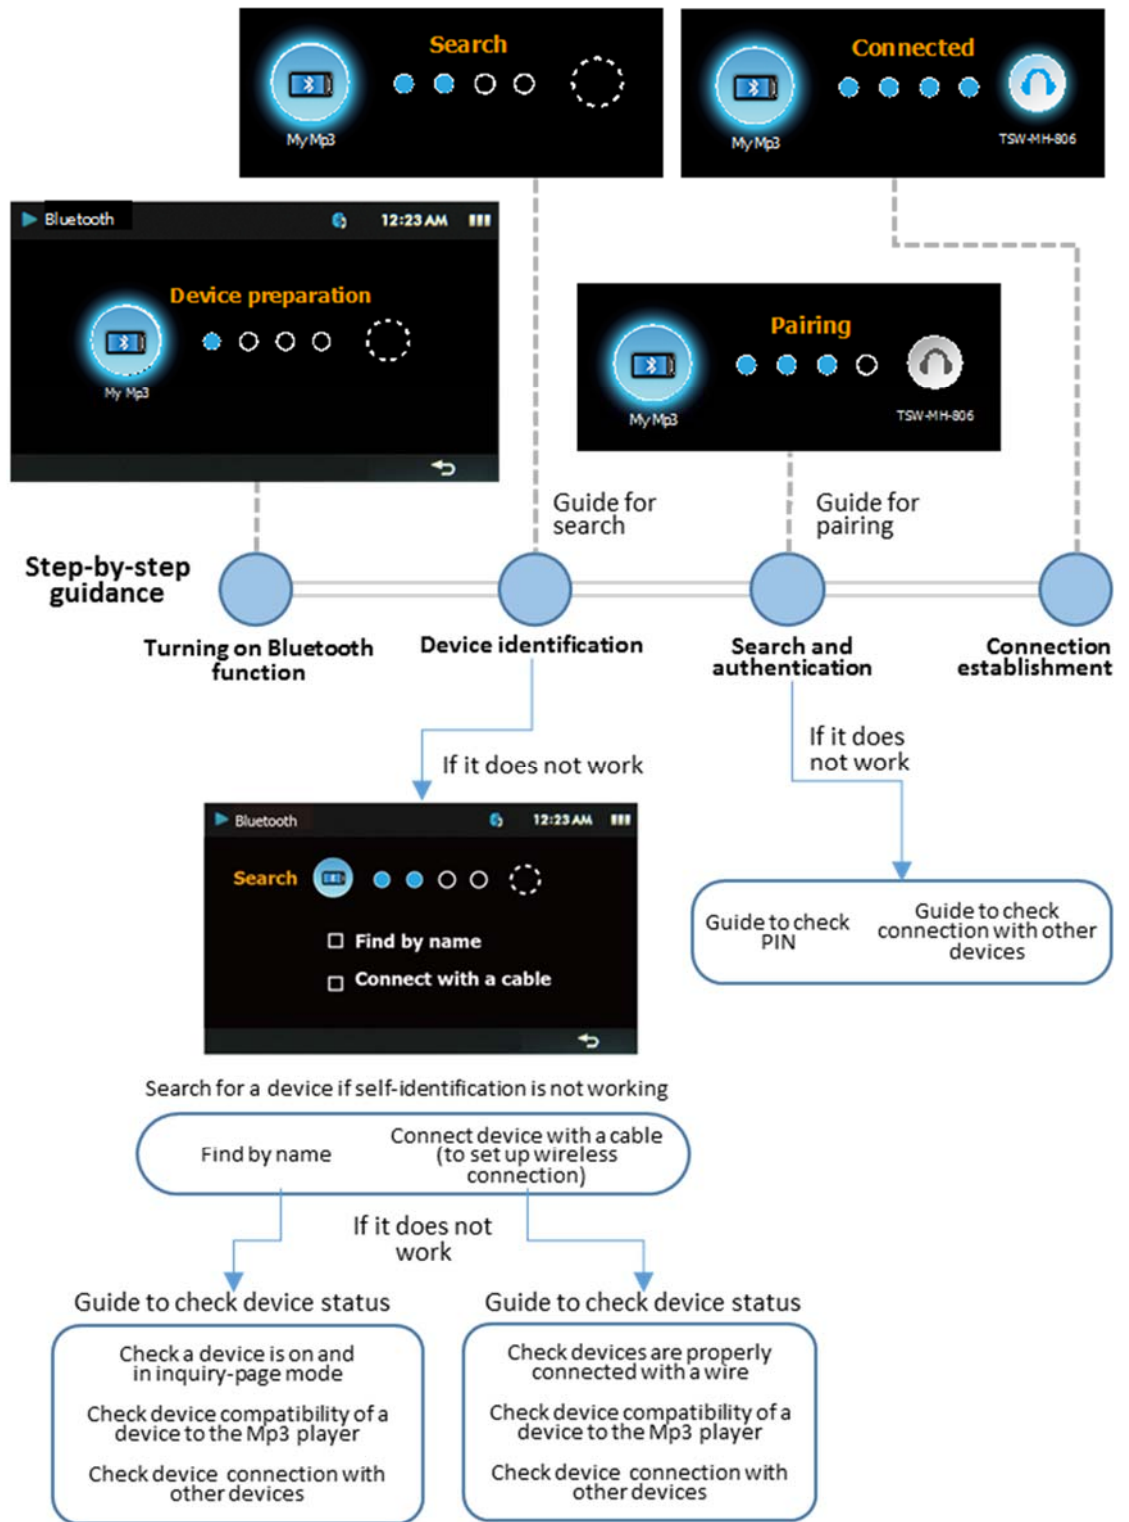 Search
My Mp3
Connected
My Mp3
TSW-MH-806
Bluetooth
12:23 AM
Device preparation
My Mp3
Pairing
My Mp3
TSW-MH-806
Guide for
search
Guide for
pairing
Step-by-step
guidance
Turning on Bluetooth
function
Device identification
Search and
authentication
Connection
establishment
If it does not work
If it does
not work
Bluetooth
12:23 AM
Search
Find by name
Connect with a cable
Guide to check
PIN
Guide to check
connection with other
devices
Search for a device if self-identification is not working
Find by name
Connect device with a cable
(to set up wireless
connection)
If it does not
work
Guide to check device status
Check a device is on and
in inquiry-page mode
Check device compatibility of a
device to the Mp3 player
Check device connection with
other devices
Guide to check device status
Check devices are properly
connected with a wire
Check device compatibility of a
device to the Mp3 player
Check device connection with
other devices